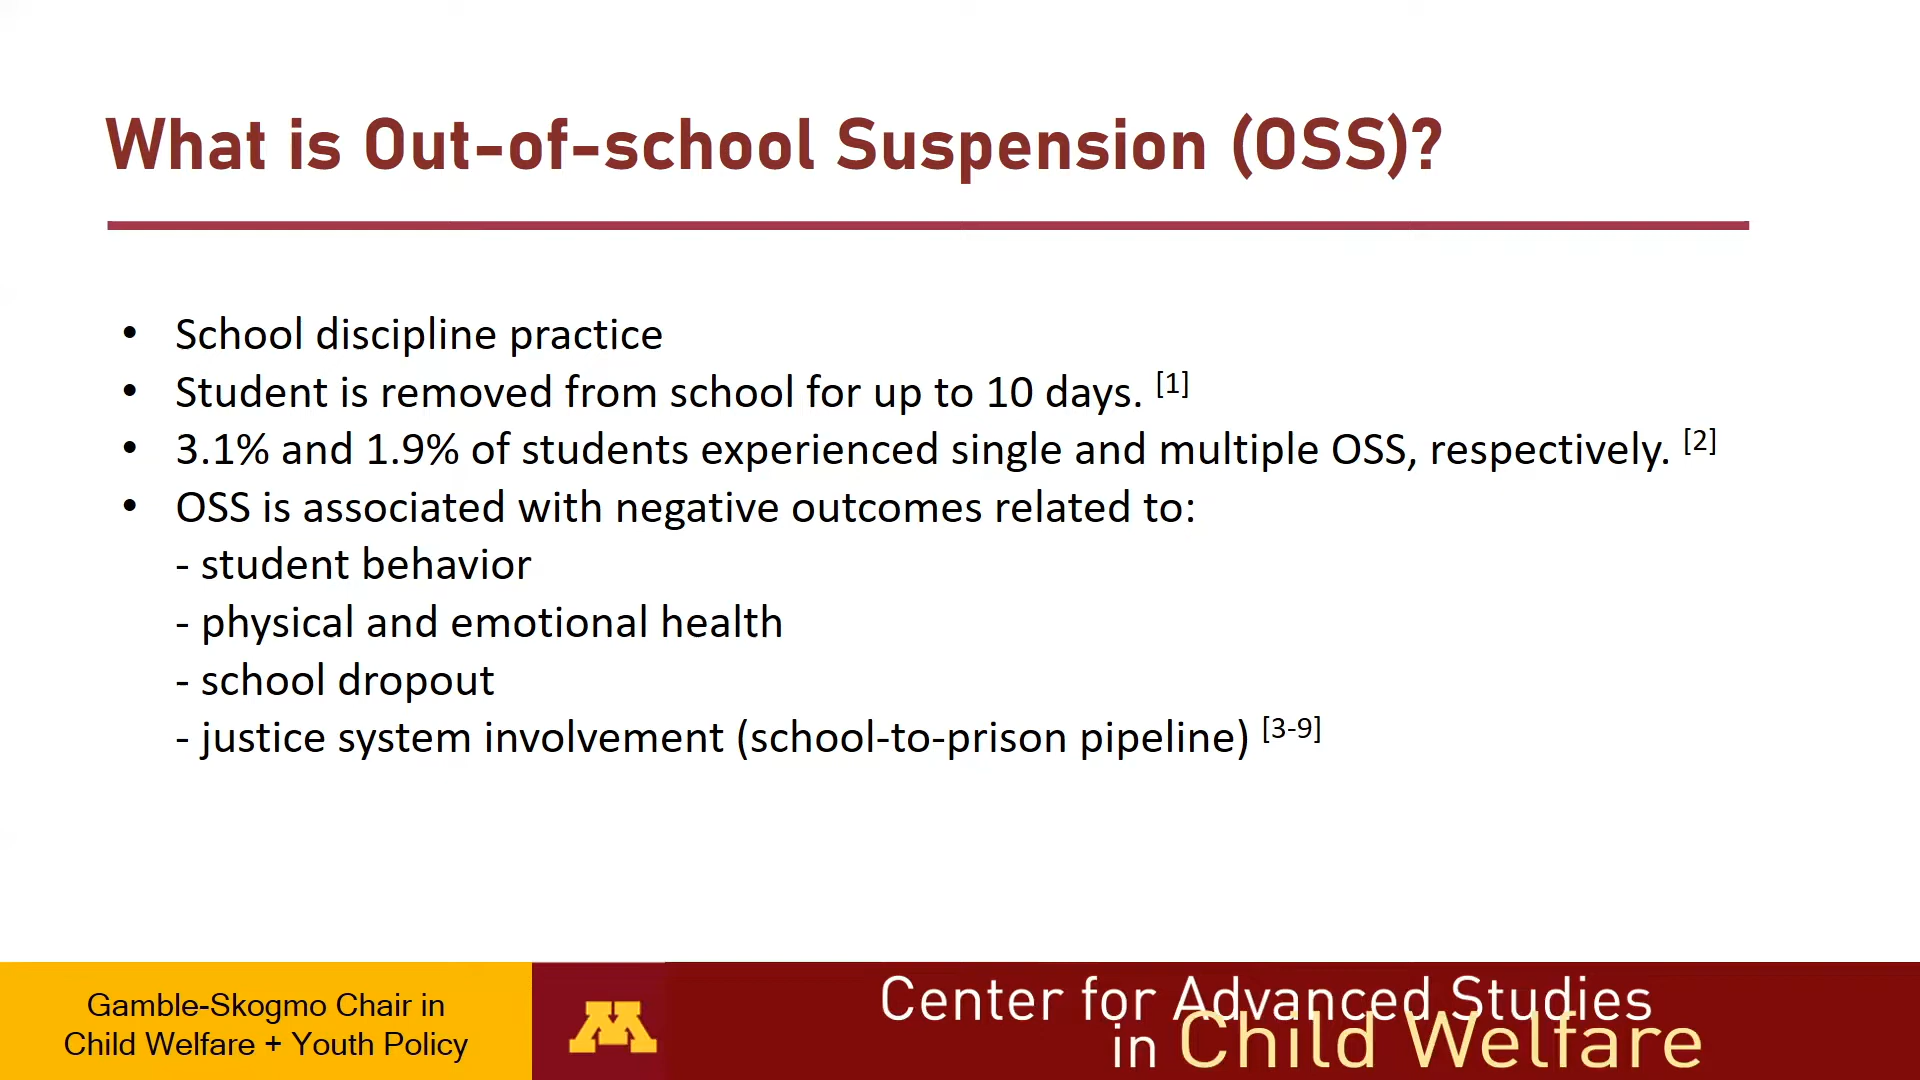 What is Out-of-school Suspension (OSS)?
• School discipline practice
• Student is removed from school for up to 10 days. [1]
• 3.1% and 1.9% of students experienced single and multiple OSS, respectively. [2]
• OSS is associated with negative outcomes related to:
- student behavior
- physical and emotional health
- school dropout
- justice system involvement (school-to-prison pipeline) [3-9]
Gamble-Skogmo Chair in
Child Welfare + Youth Policy
M
Center for Advanced Studies
in Child Welfare